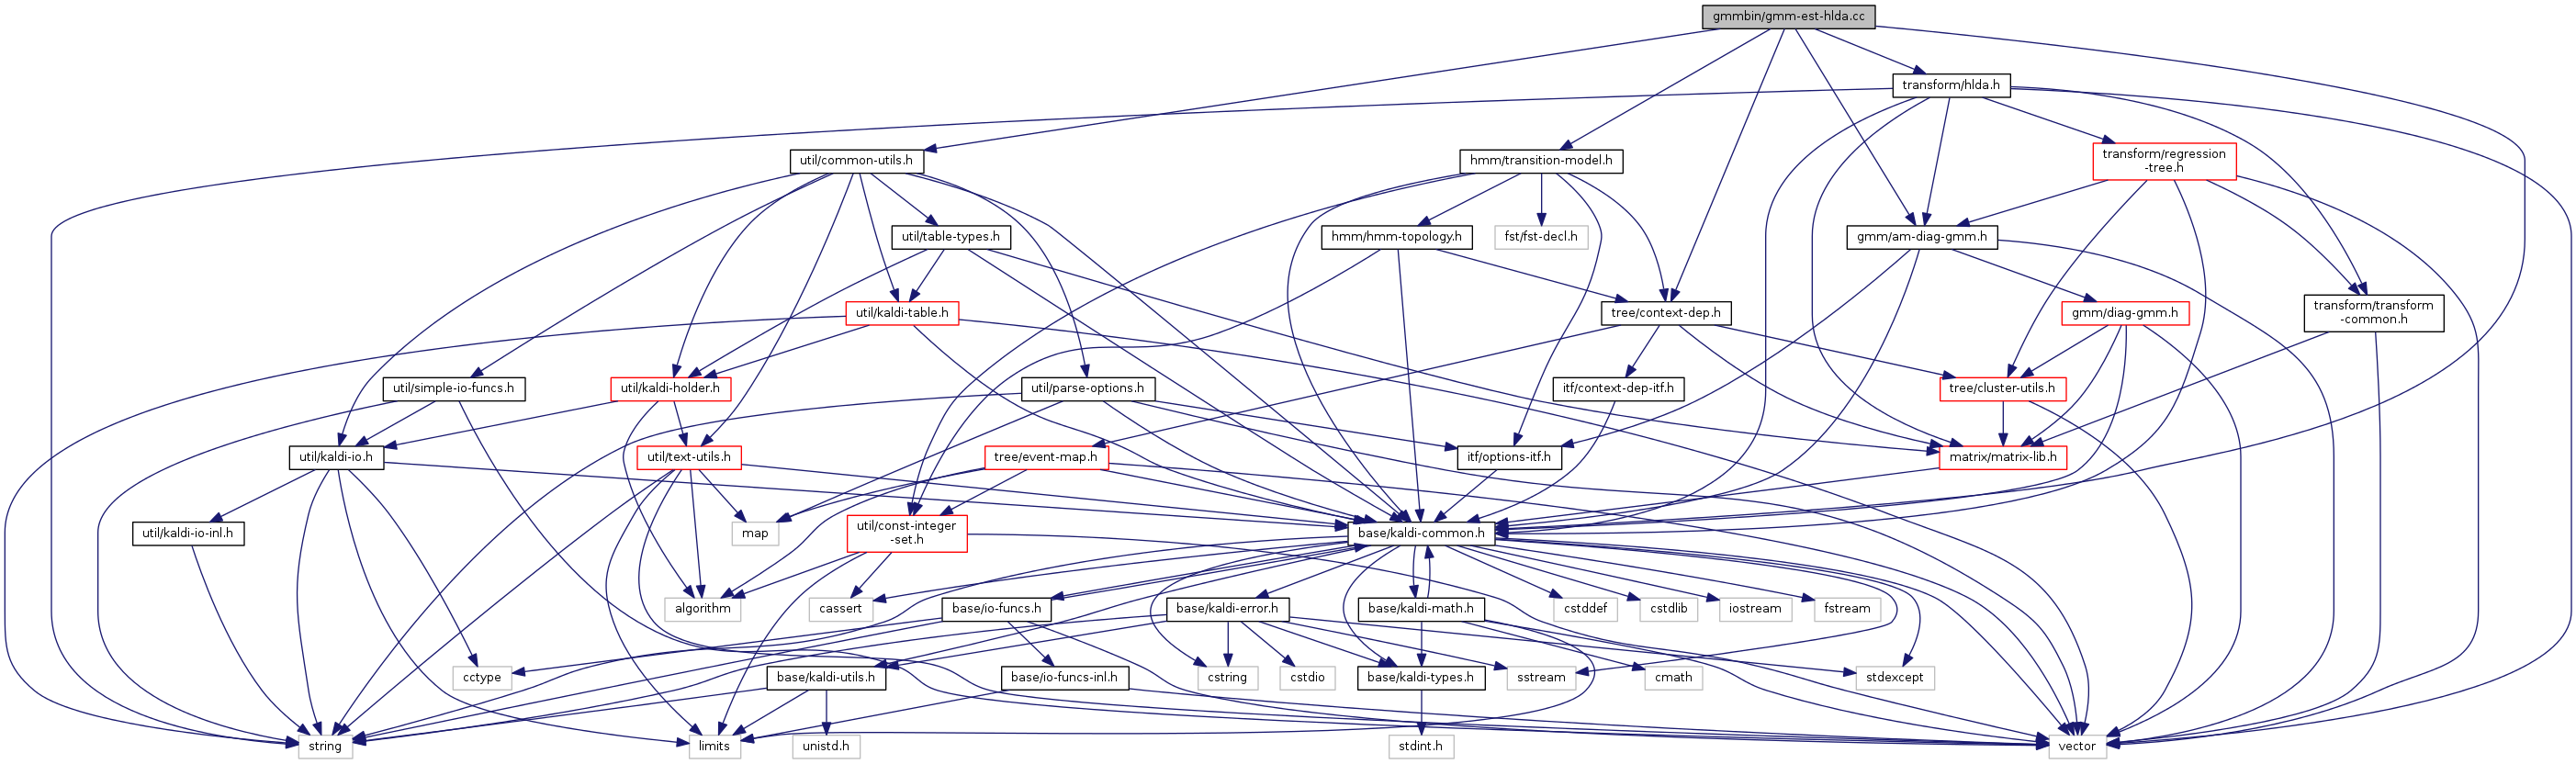 gmmbin/gmm-est-hlda.cc
transform/hlda.h
util/common-utils.h
hmm/transition-model.h
transform/regression
-tree.h
util/table-types.h
hmm/hmm-topology.h
fst/fst-decl.h
gmm/am-diag-gmm.h
util/kaldi-table.h
tree/context-dep.h
gmm/diag-gmm.h
transform/transform
-common.h
util/simple-io-funcs.h
util/kaldi-holder.h
util/parse-options.h
itf/context-dep-itf.h
tree/cluster-utils.h
util/kaldi-io.h
util/text-utils.h
tree/event-map.h
itf/options-itf.h
matrix/matrix-lib.h
util/kaldi-io-inl.h
map
util/const-integer
-set.h
base/kaldi-common.h
algorithm
cassert
base/io-funcs.h
base/kaldi-error.h
base/kaldi-math.h
cstddef
cstdlib
iostream
fstream
cctype
base/kaldi-utils.h
base/io-funcs-inl.h
cstring
cstdio
base/kaldi-types.h
sstream
cmath
stdexcept
string
limits
unistd.h
stdint.h
vector